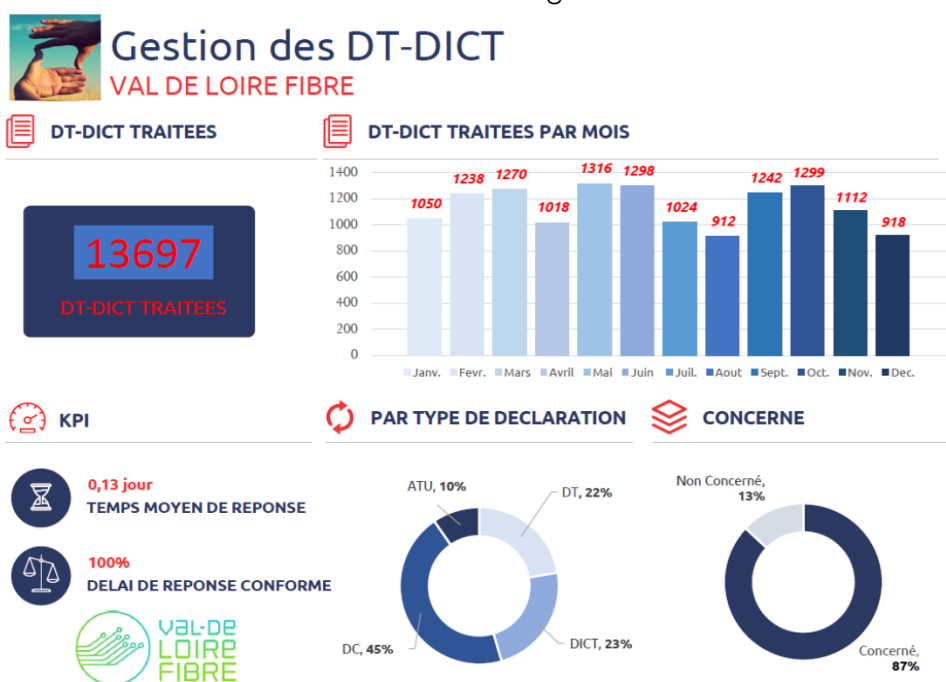 Gestion des DT-DICT
VAL DE LOIRE FIBRE
DT-DICT TRAITEES
13697
DT-DICT TRAITEES
DT-DICT TRAITEES PAR MOIS
1400
1200
1000
800
600
400
200
0
1050
1238
1270
1018
1316
1298
1024
912
1242
1299
1112
918
Janv. Fevr. Mars Avril Mai Juin Juil. Aout Sept. Oct. Nov. Dec.
KPI
0,13 jour
TEMPS MOYEN DE REPONSE
100%
DELAI DE REPONSE CONFORME
VAL-DE
LOIRE
FIBRE
PAR TYPE DE DECLARATION
ATU, 10%
DT, 22%
DC, 45%
DICT, 23%
CONCERNE
Non Concerné,
13%
Concerné,
87%